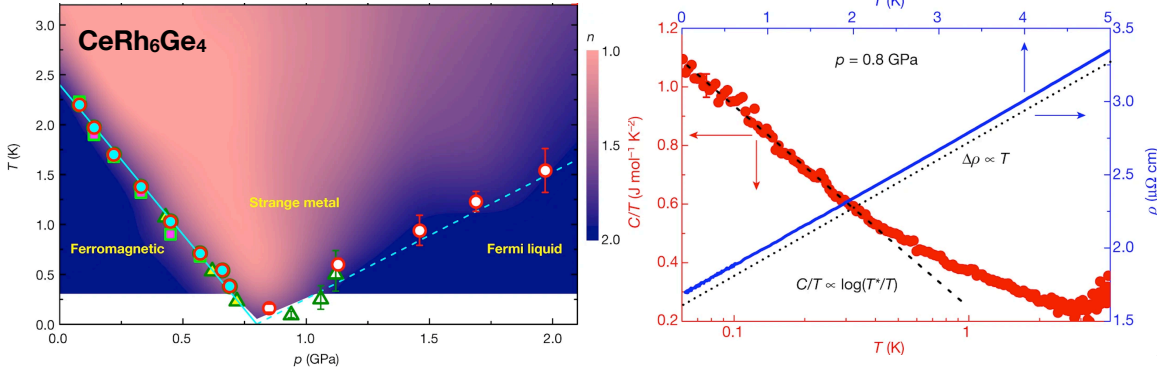 CeRh₆Ge₄
n
3.0
2.5
2.0
1.5
1.0
0.5
0.0
T (K)
1.0
1.5
2.0
Strange metal
Ferromagnetic
Fermi liquid
0.0
0.5
1.0
1.5
2.0
p (GPa)
T (K)
0
1
2
3
4
5
p = 0.8 GPa
1.2
1.0
0.8
0.6
0.4
0.2
C/T (J mol⁻¹ K⁻²)
Δρ ∝ T
C/T ∝ log(T*/T)
3.5
3.0
2.5
2.0
1.5
ρ (μΩ cm)
0.1
1
T (K)